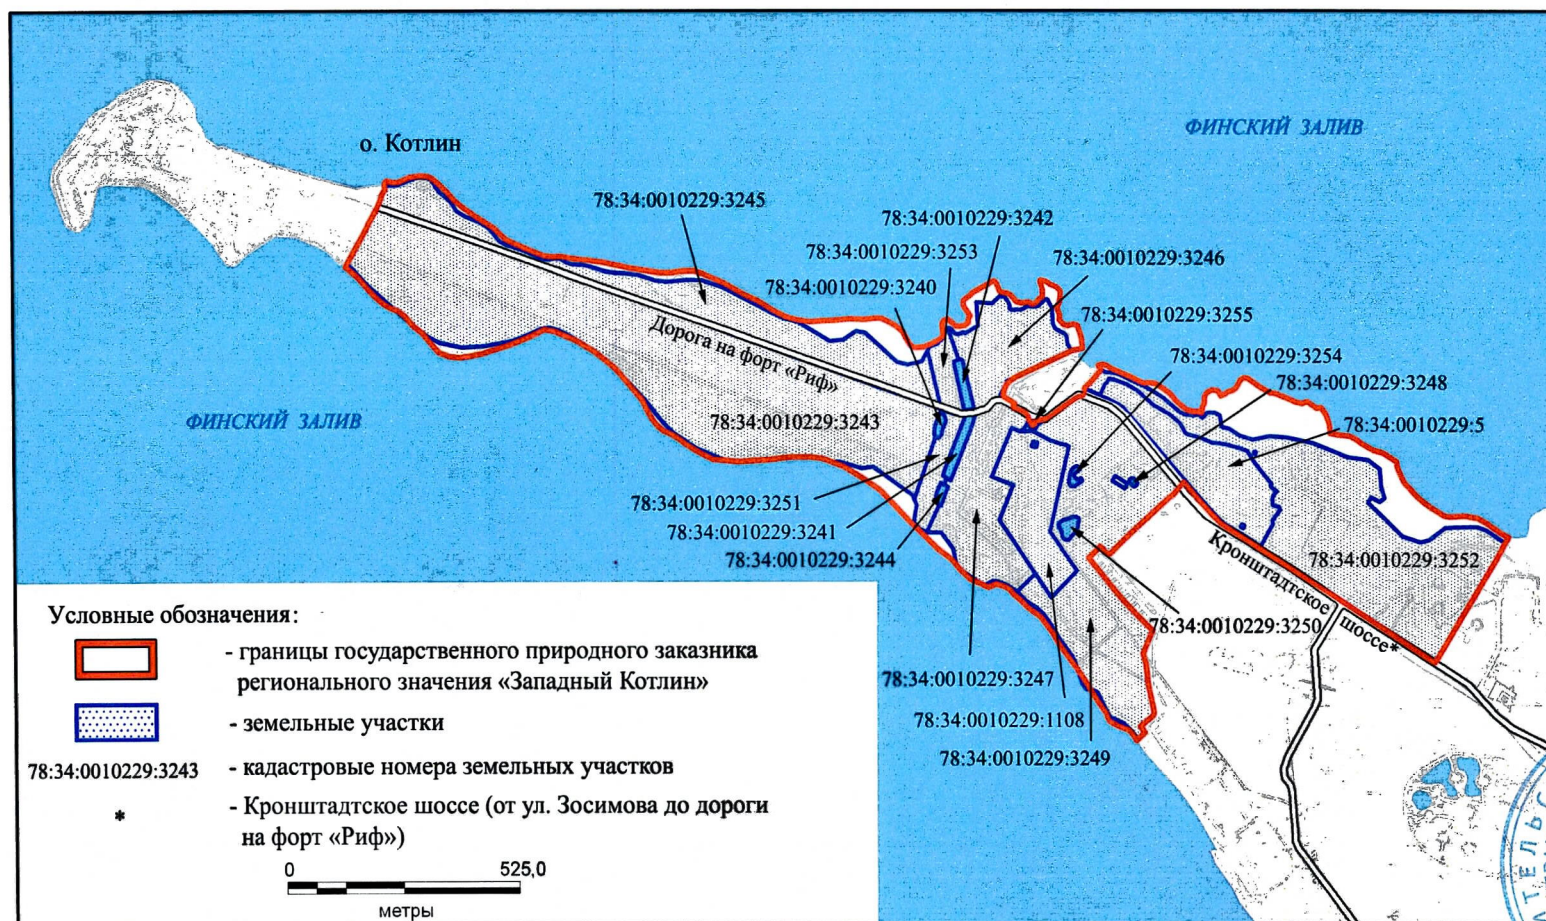 ФИНСКИЙ ЗАЛИВ
о. Котлин
78:34:0010229:3245
78:34:0010229:3242
78:34:0010229:3253
78:34:0010229:3246
78:34:0010229:3240
78:34:0010229:3255
Дорога на форт «Риф»
78:34:0010229:3254
78:34:0010229:3248
ФИНСКИЙ ЗАЛИВ
78:34:0010229:3243
78:34:0010229:5
78:34:0010229:3251
78:34:0010229:3241
78:34:0010229:3244
Кронштадтское шоссе*
78:34:0010229:3252
78:34:0010229:3250
78:34:0010229:3247
78:34:0010229:1108
78:34:0010229:3249
Условные обозначения:
- границы государственного природного заказника
регионального значения «Западный Котлин»
- земельные участки
78:34:0010229:3243 - кадастровые номера земельных участков
* - Кронштадтское шоссе (от ул. Зосимова до дороги
на форт «Риф»)
0 525,0
метры